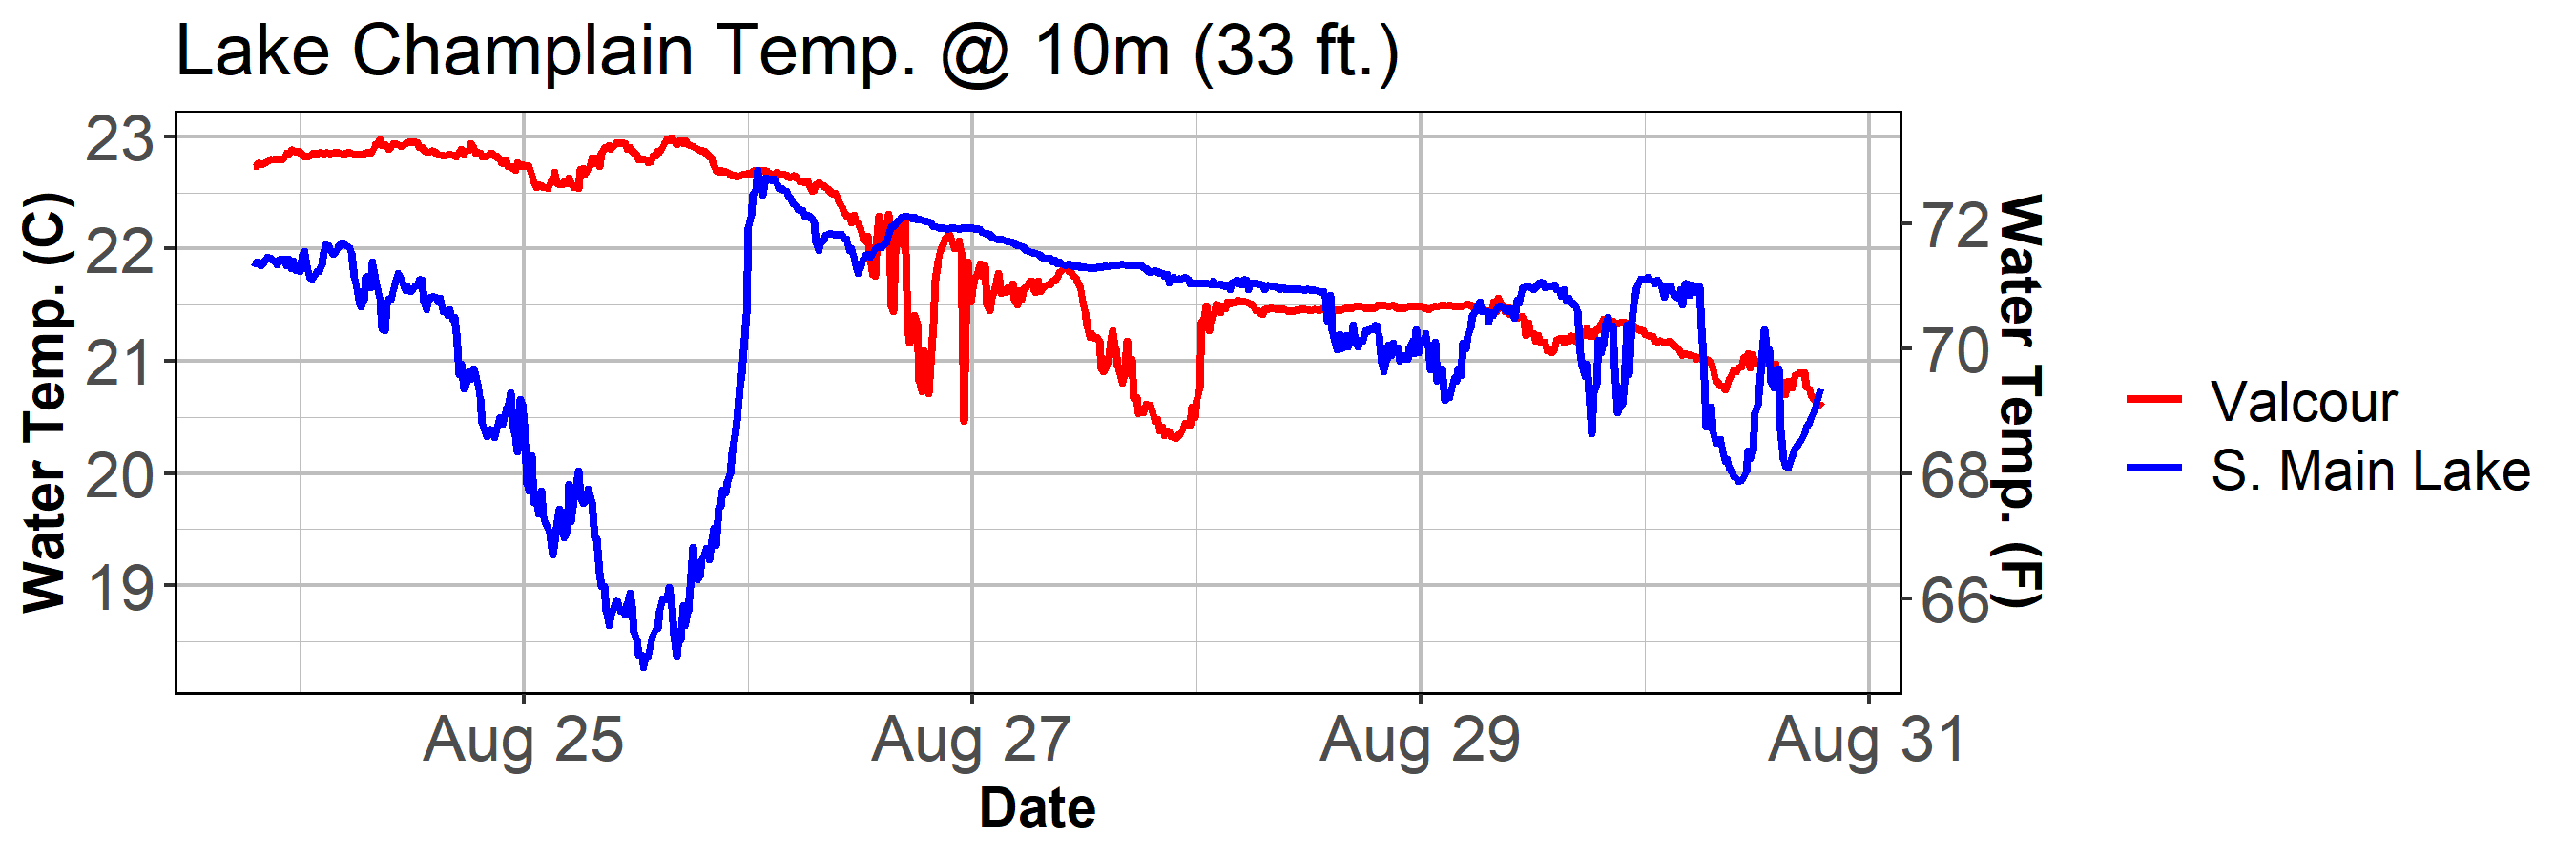 Lake Champlain Temp. @ 10m (33 ft.)
Water Temp. (C)
23
22
21
20
19
72
70
68
66
Water Temp. (F)
Aug 25
Aug 27
Aug 29
Aug 31
Date
Valcour
S. Main Lake